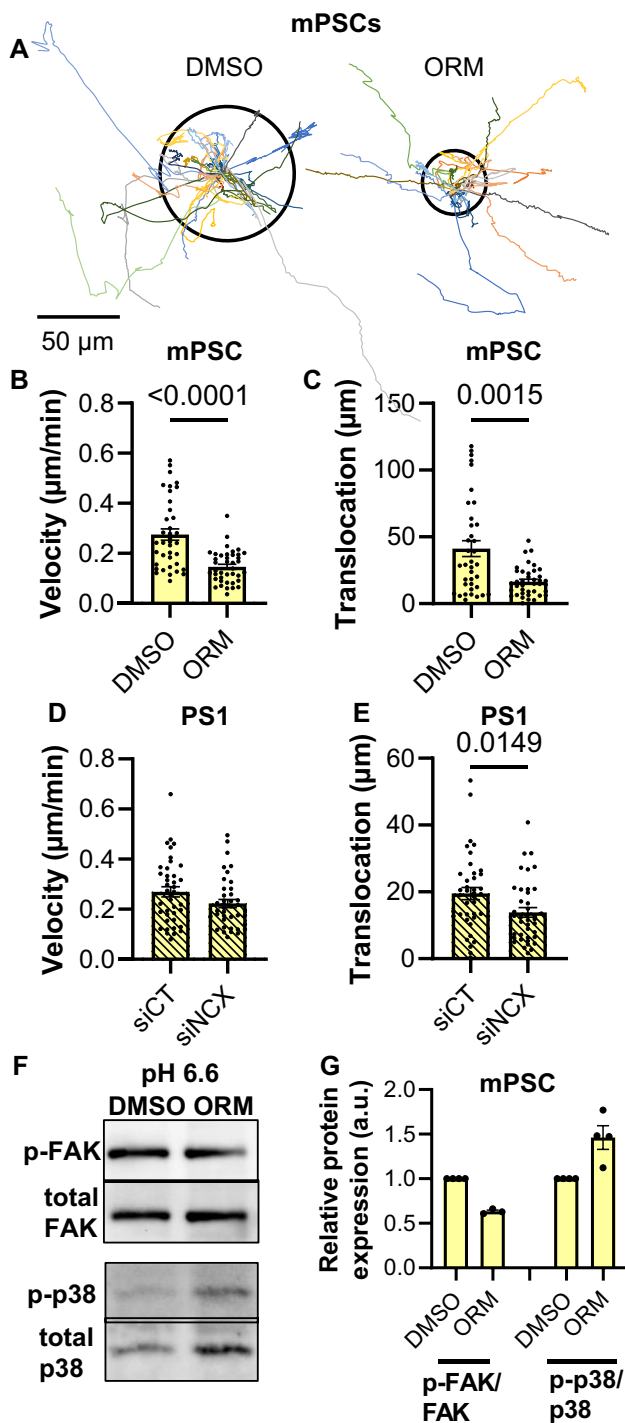 mPSCs
A
DMSO
ORM
50 µm
B
mPSC
<0.0001
Velocity (µm/min)
0.8
0.6
0.4
0.2
0.0
DMSO
ORM
C
mPSC
0.0015
Translocation (µm)
150
100
50
0
DMSO
ORM
D
PS1
Velocity (µm/min)
0.8
0.6
0.4
0.2
0.0
siCT
siNCX
E
PS1
0.0149
Translocation (µm)
60
40
20
0
siCT
siNCX
F
pH 6.6
DMSO ORM
p-FAK
total
FAK
p-p38
total
p38
G
mPSC
Relative protein
expression (a.u.)
2.0
1.5
1.0
0.5
0.0
DMSO
ORM
DMSO
ORM
p-FAK/
FAK
p-p38/
p38